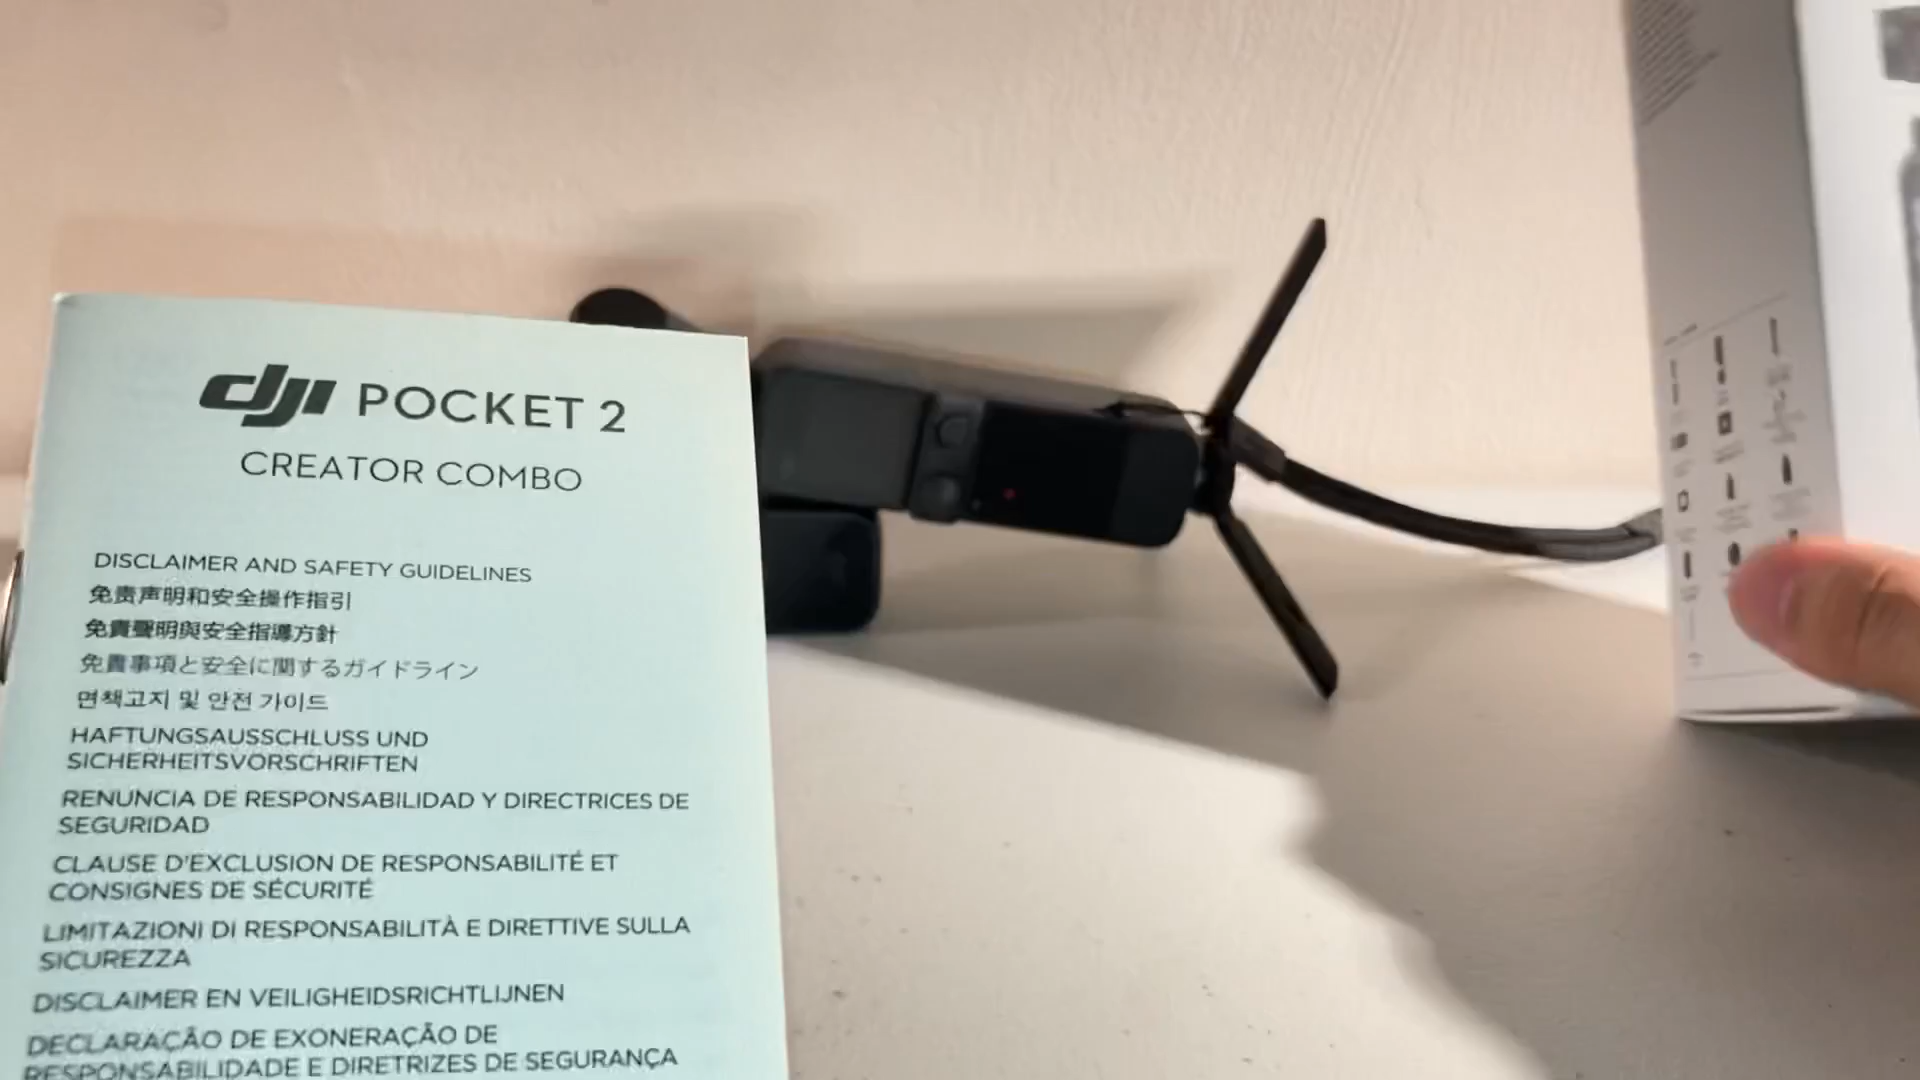 dji POCKET 2
CREATOR COMBO
DISCLAIMER AND SAFETY GUIDELINES
免责声明和安全操作指引
免責聲明與安全指導方針
免責事項と安全に関するガイドライン
면책고지 및 안전 가이드
HAFTUNGSAUSSCHLUSS UND
SICHERHEITSVORSCHRIFTEN
RENUNCIA DE RESPONSABILIDAD Y DIRECTRICES DE
SEGURIDAD
CLAUSE D'EXCLUSION DE RESPONSABILITÉ ET
CONSIGNES DE SÉCURITÉ
LIMITAZIONI DI RESPONSABILITÀ E DIRETTIVE SULLA
SICUREZZA
DISCLAIMER EN VEILIGHEIDSRICHTLIJNEN
DECLARAÇÃO DE EXONERAÇÃO DE
RESPONSABILIDADE E DIRETRIZES DE SEGURANÇA